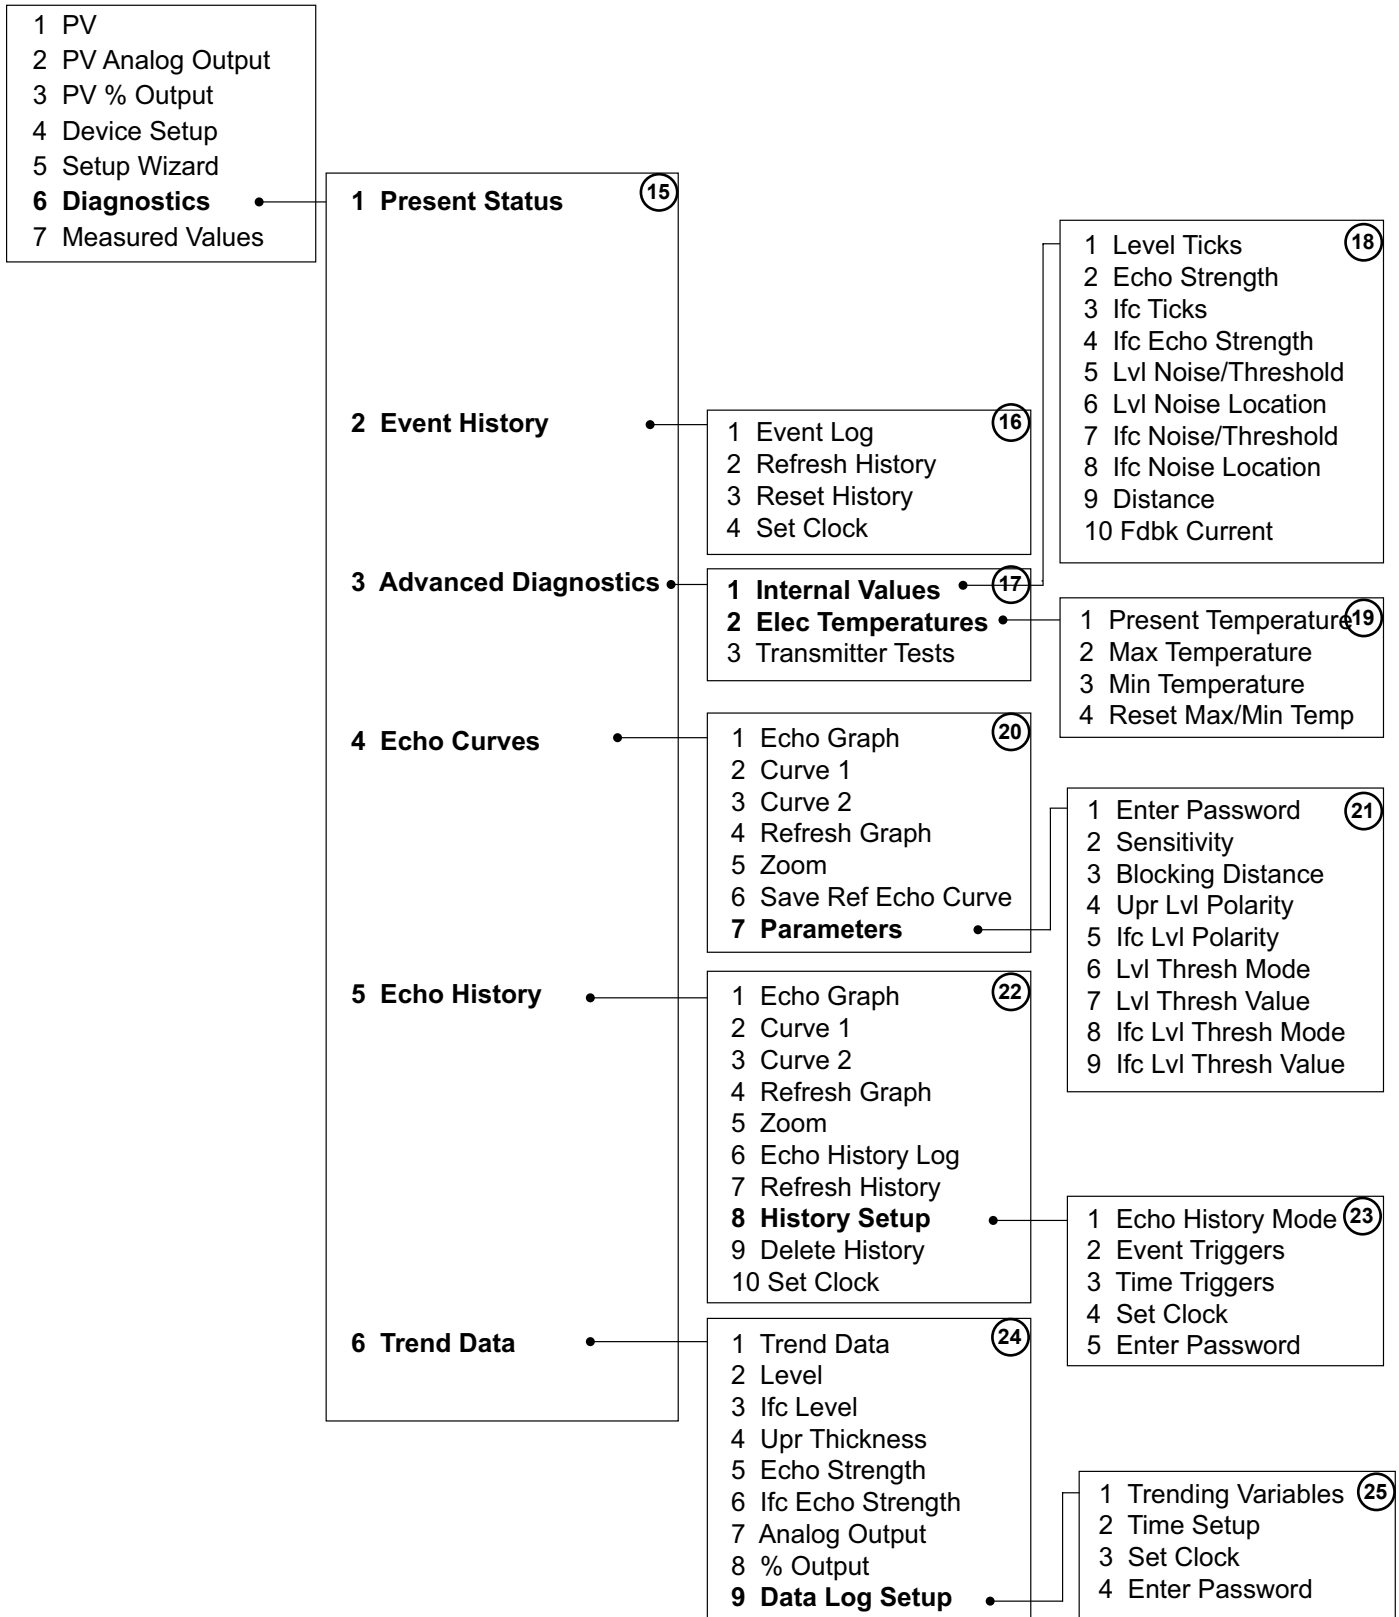 1 PV
2 PV Analog Output
3 PV % Output
4 Device Setup
5 Setup Wizard
6 Diagnostics
7 Measured Values
15
1 Present Status
2 Event History
3 Advanced Diagnostics
4 Echo Curves
5 Echo History
6 Trend Data
16
1 Event Log
2 Refresh History
3 Reset History
4 Set Clock
17
1 Internal Values
2 Elec Temperatures
3 Transmitter Tests
18
1 Level Ticks
2 Echo Strength
3 Ifc Ticks
4 Ifc Echo Strength
5 Lvl Noise/Threshold
6 Lvl Noise Location
7 Ifc Noise/Threshold
8 Ifc Noise Location
9 Distance
10 Fdbk Current
19
1 Present Temperature
2 Max Temperature
3 Min Temperature
4 Reset Max/Min Temp
20
1 Echo Graph
2 Curve 1
3 Curve 2
4 Refresh Graph
5 Zoom
6 Save Ref Echo Curve
7 Parameters
21
1 Enter Password
2 Sensitivity
3 Blocking Distance
4 Upr Lvl Polarity
5 Ifc Lvl Polarity
6 Lvl Thresh Mode
7 Lvl Thresh Value
8 Ifc Lvl Thresh Mode
9 Ifc Lvl Thresh Value
22
1 Echo Graph
2 Curve 1
3 Curve 2
4 Refresh Graph
5 Zoom
6 Echo History Log
7 Refresh History
8 History Setup
9 Delete History
10 Set Clock
23
1 Echo History Mode
2 Event Triggers
3 Time Triggers
4 Set Clock
5 Enter Password
24
1 Trend Data
2 Level
3 Ifc Level
4 Upr Thickness
5 Echo Strength
6 Ifc Echo Strength
7 Analog Output
8 % Output
9 Data Log Setup
25
1 Trending Variables
2 Time Setup
3 Set Clock
4 Enter Password